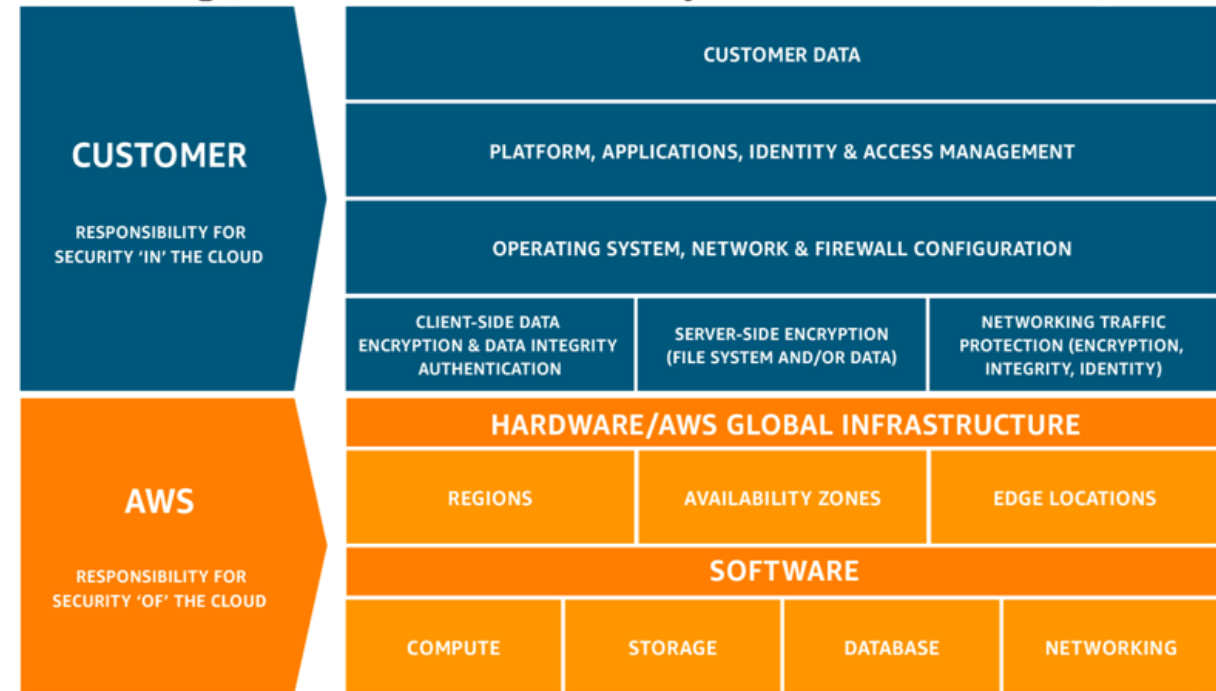 CUSTOMER
RESPONSIBILITY FOR
SECURITY ‘IN’ THE CLOUD
CUSTOMER DATA
PLATFORM, APPLICATIONS, IDENTITY & ACCESS MANAGEMENT
OPERATING SYSTEM, NETWORK & FIREWALL CONFIGURATION
CLIENT-SIDE DATA
ENCRYPTION & DATA INTEGRITY
AUTHENTICATION
SERVER-SIDE ENCRYPTION
(FILE SYSTEM AND/OR DATA)
NETWORKING TRAFFIC
PROTECTION (ENCRYPTION,
INTEGRITY, IDENTITY)
AWS
RESPONSIBILITY FOR
SECURITY ‘OF’ THE CLOUD
HARDWARE/AWS GLOBAL INFRASTRUCTURE
REGIONS
AVAILABILITY ZONES
EDGE LOCATIONS
SOFTWARE
COMPUTE
STORAGE
DATABASE
NETWORKING